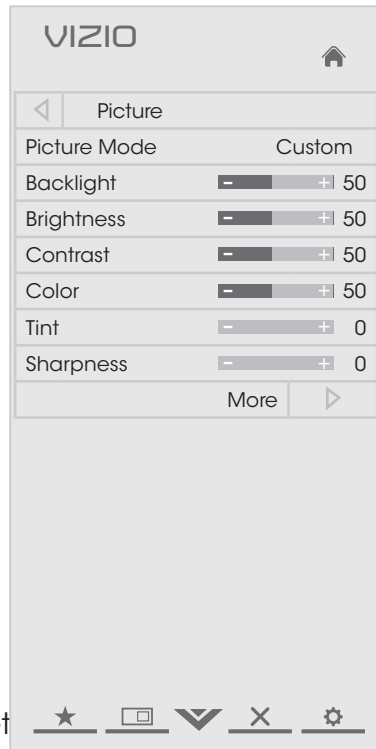 VIZIO
Picture
Picture Mode Custom
Backlight - + 50
Brightness - + 50
Contrast - + 50
Color - + 50
Tint - + 0
Sharpness - + 0
More